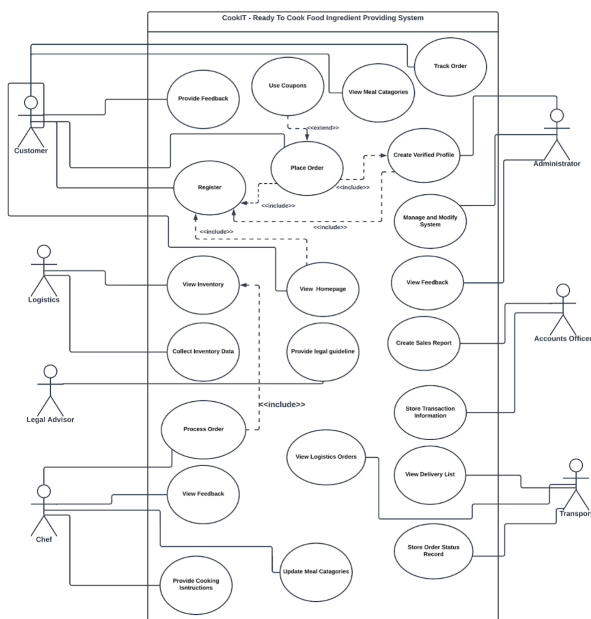 CookIT - Ready To Cook Food Ingredient Providing System
Track Order
Use Coupons
View Meal Catagories
Provide Feedback
<<extend>>
Customer
Create Verified Profile
Administrator
Place Order
Register
<<include>>
<<include>>
<<include>>
<<include>>
Manage and Modify
System
Logistics
View Inventory
View Homepage
View Feedback
Accounts Officer
Collect Inventory Data
Provide legal guideline
Create Sales Report
Legal Advisor
<<include>>
Store Transaction
Information
Process Order
View Logistics Orders
View Delivery List
View Feedback
Transport
Chef
Store Order Status
Record
Update Meal Catagories
Provide Cooking
Isntructions